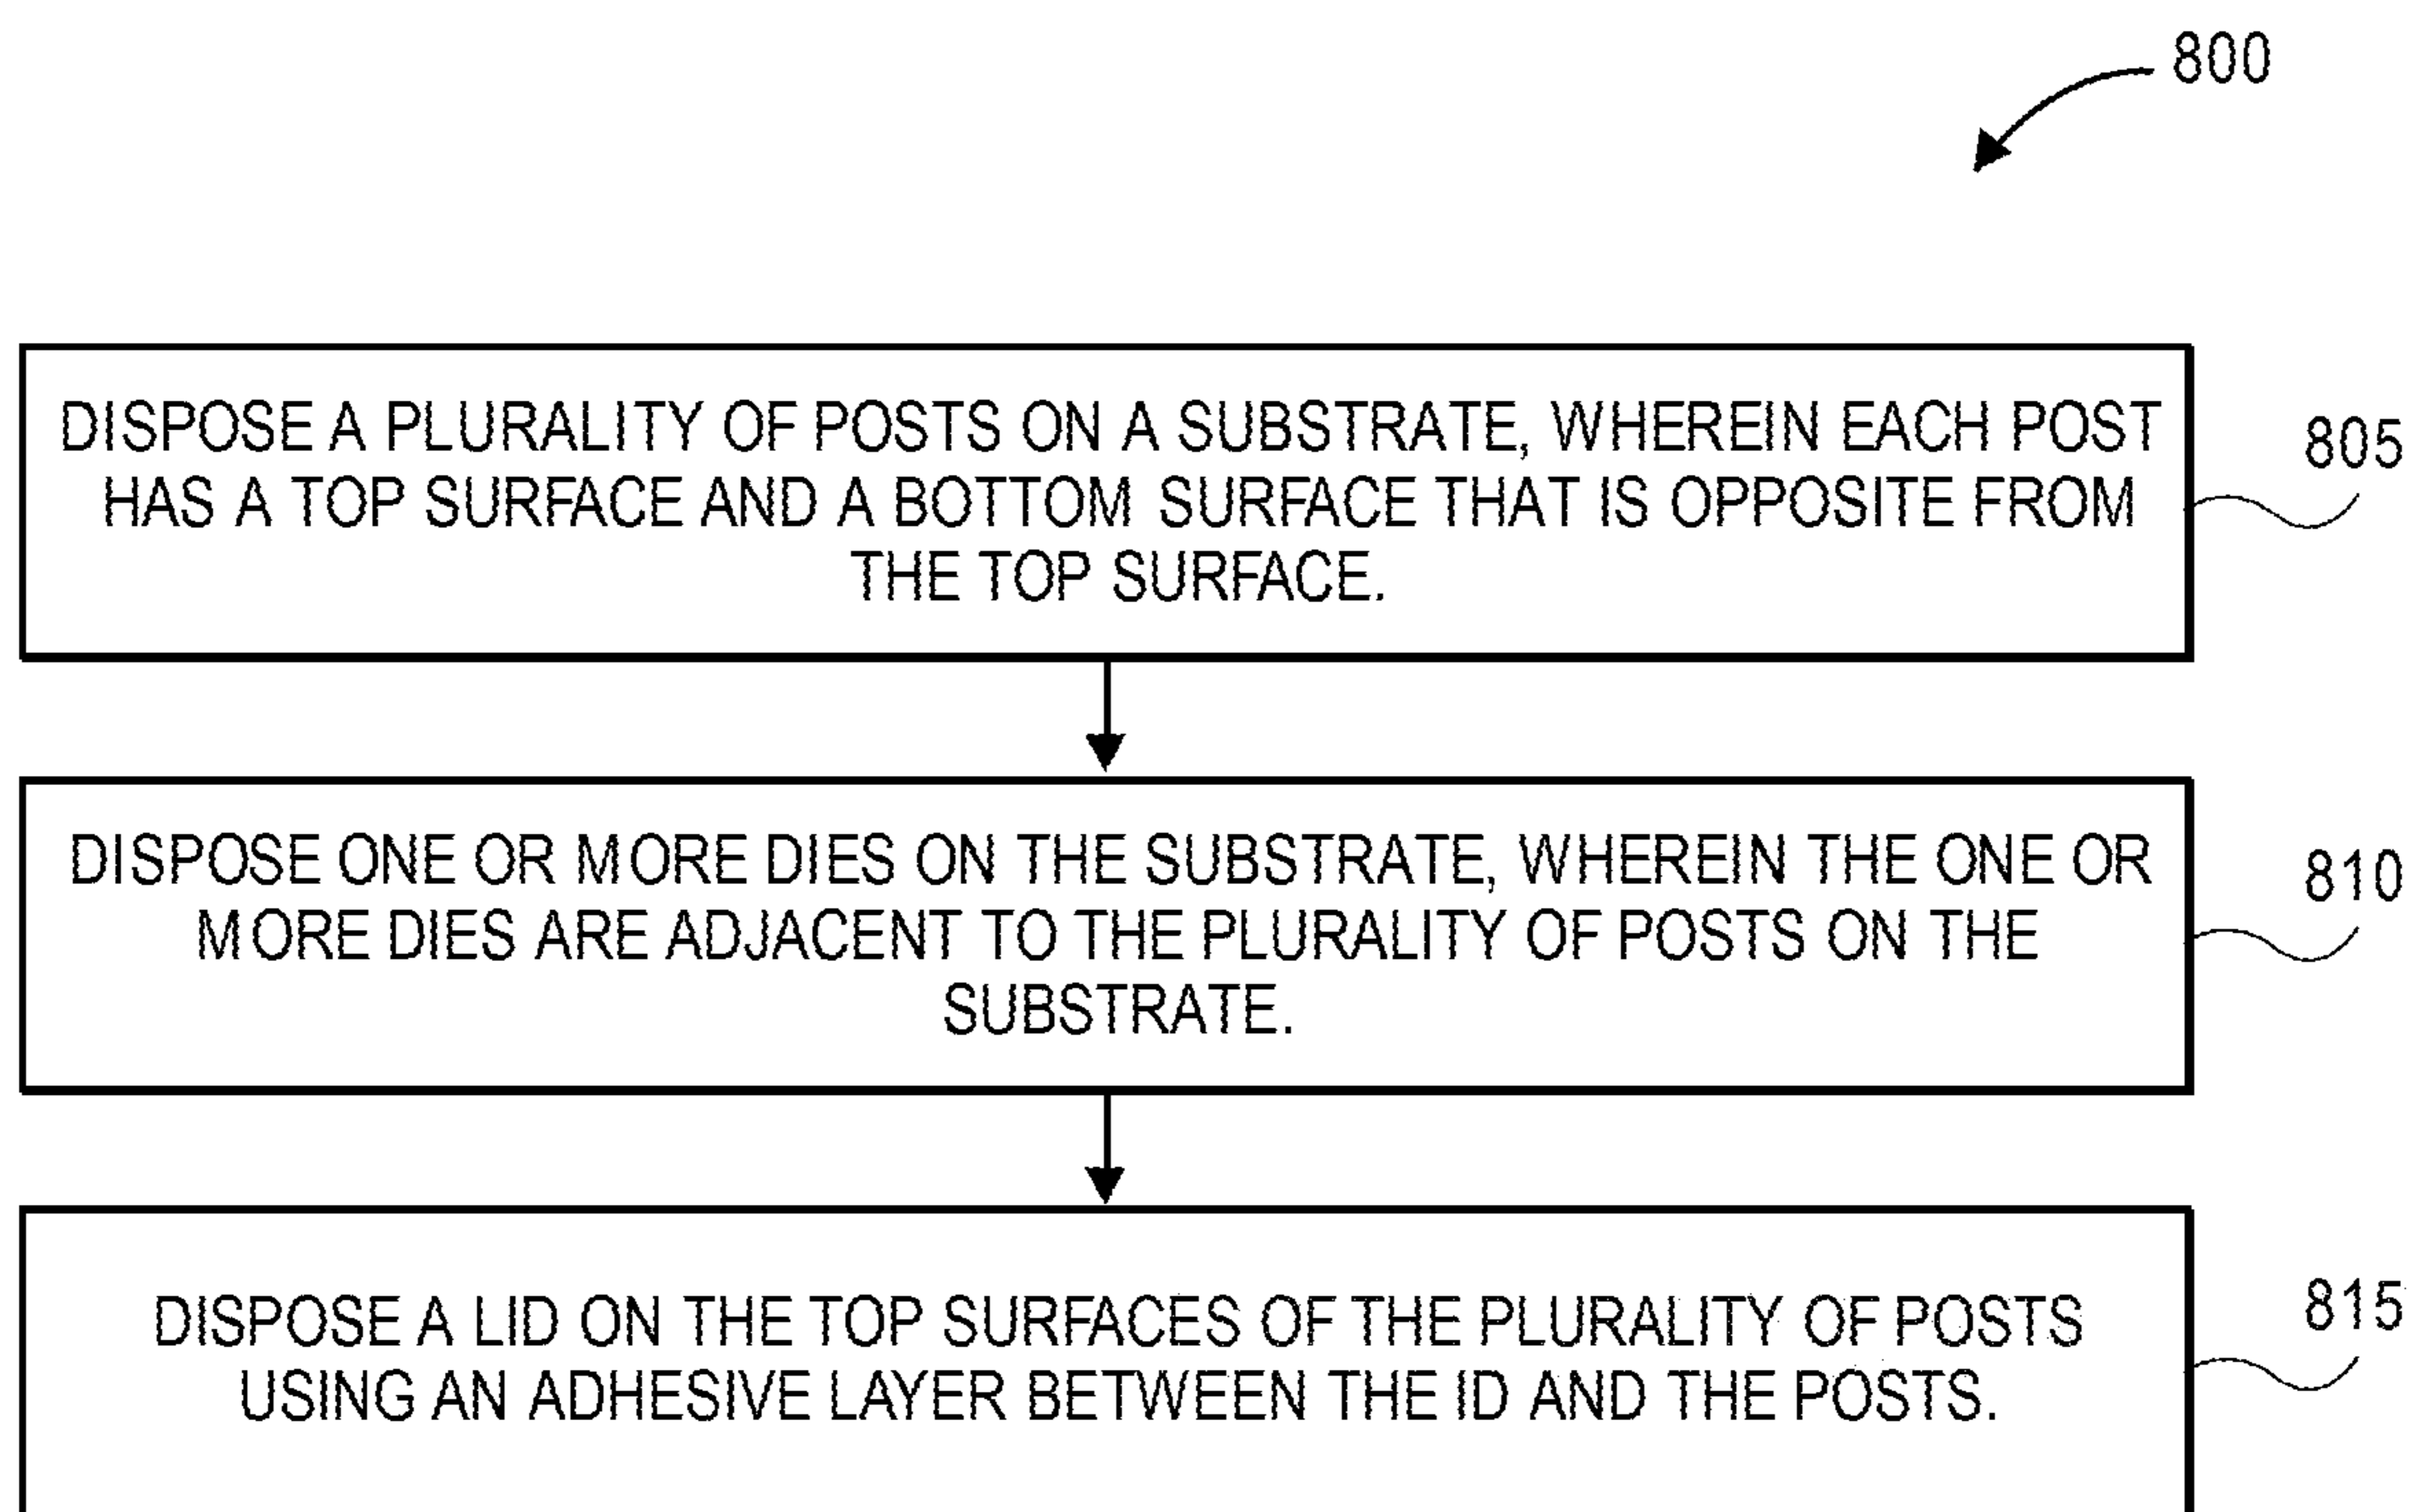 800
DISPOSE A PLURALITY OF POSTS ON A SUBSTRATE, WHEREIN EACH POST
HAS A TOP SURFACE AND A BOTTOM SURFACE THAT IS OPPOSITE FROM
THE TOP SURFACE.
805
DISPOSE ONE OR MORE DIES ON THE SUBSTRATE, WHEREIN THE ONE OR
MORE DIES ARE ADJACENT TO THE PLURALITY OF POSTS ON THE
SUBSTRATE.
810
DISPOSE A LID ON THE TOP SURFACES OF THE PLURALITY OF POSTS
USING AN ADHESIVE LAYER BETWEEN THE ID AND THE POSTS.
815